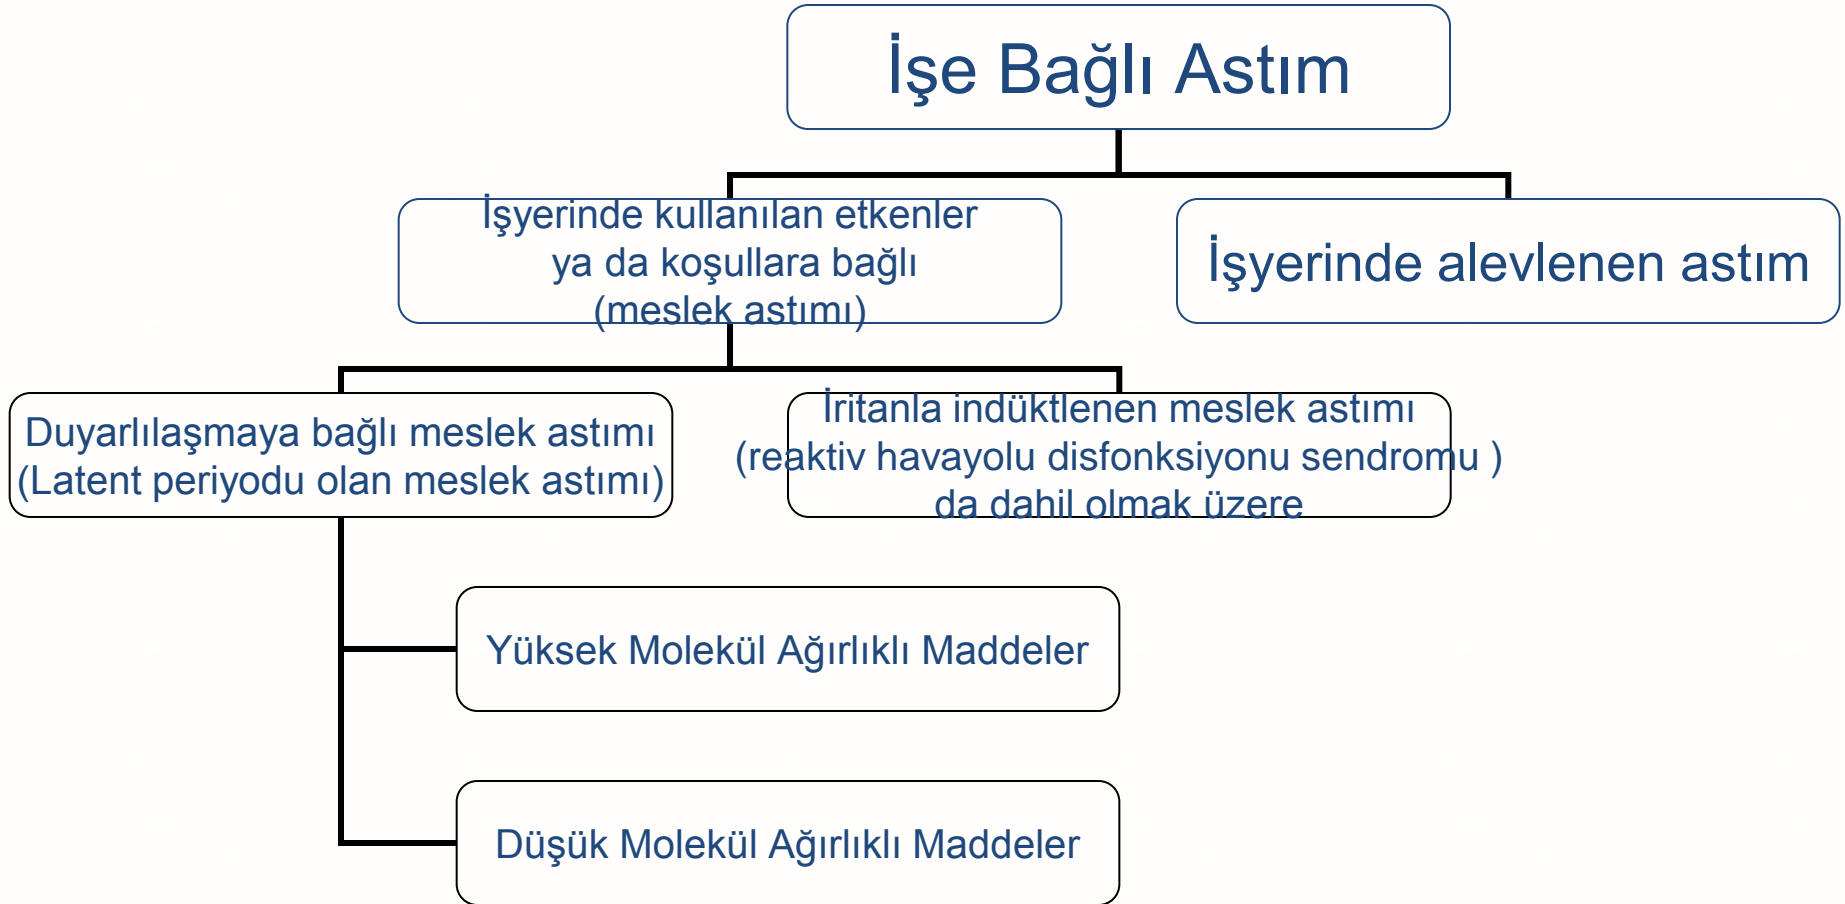 İşe Bağlı Astım
İşyerinde kullanılan etkenler
ya da koşullara bağlı
(meslek astımı)
İşyerinde alevlenen astım
Duyarlılaşmaya bağlı meslek astımı
(Latent periyodu olan meslek astımı)
İritanla indüktlenen meslek astımı
(reaktiv havayolu disfonksiyonu sendromu )
da dahil olmak üzere
Yüksek Molekül Ağırlıklı Maddeler
Düşük Molekül Ağırlıklı Maddeler